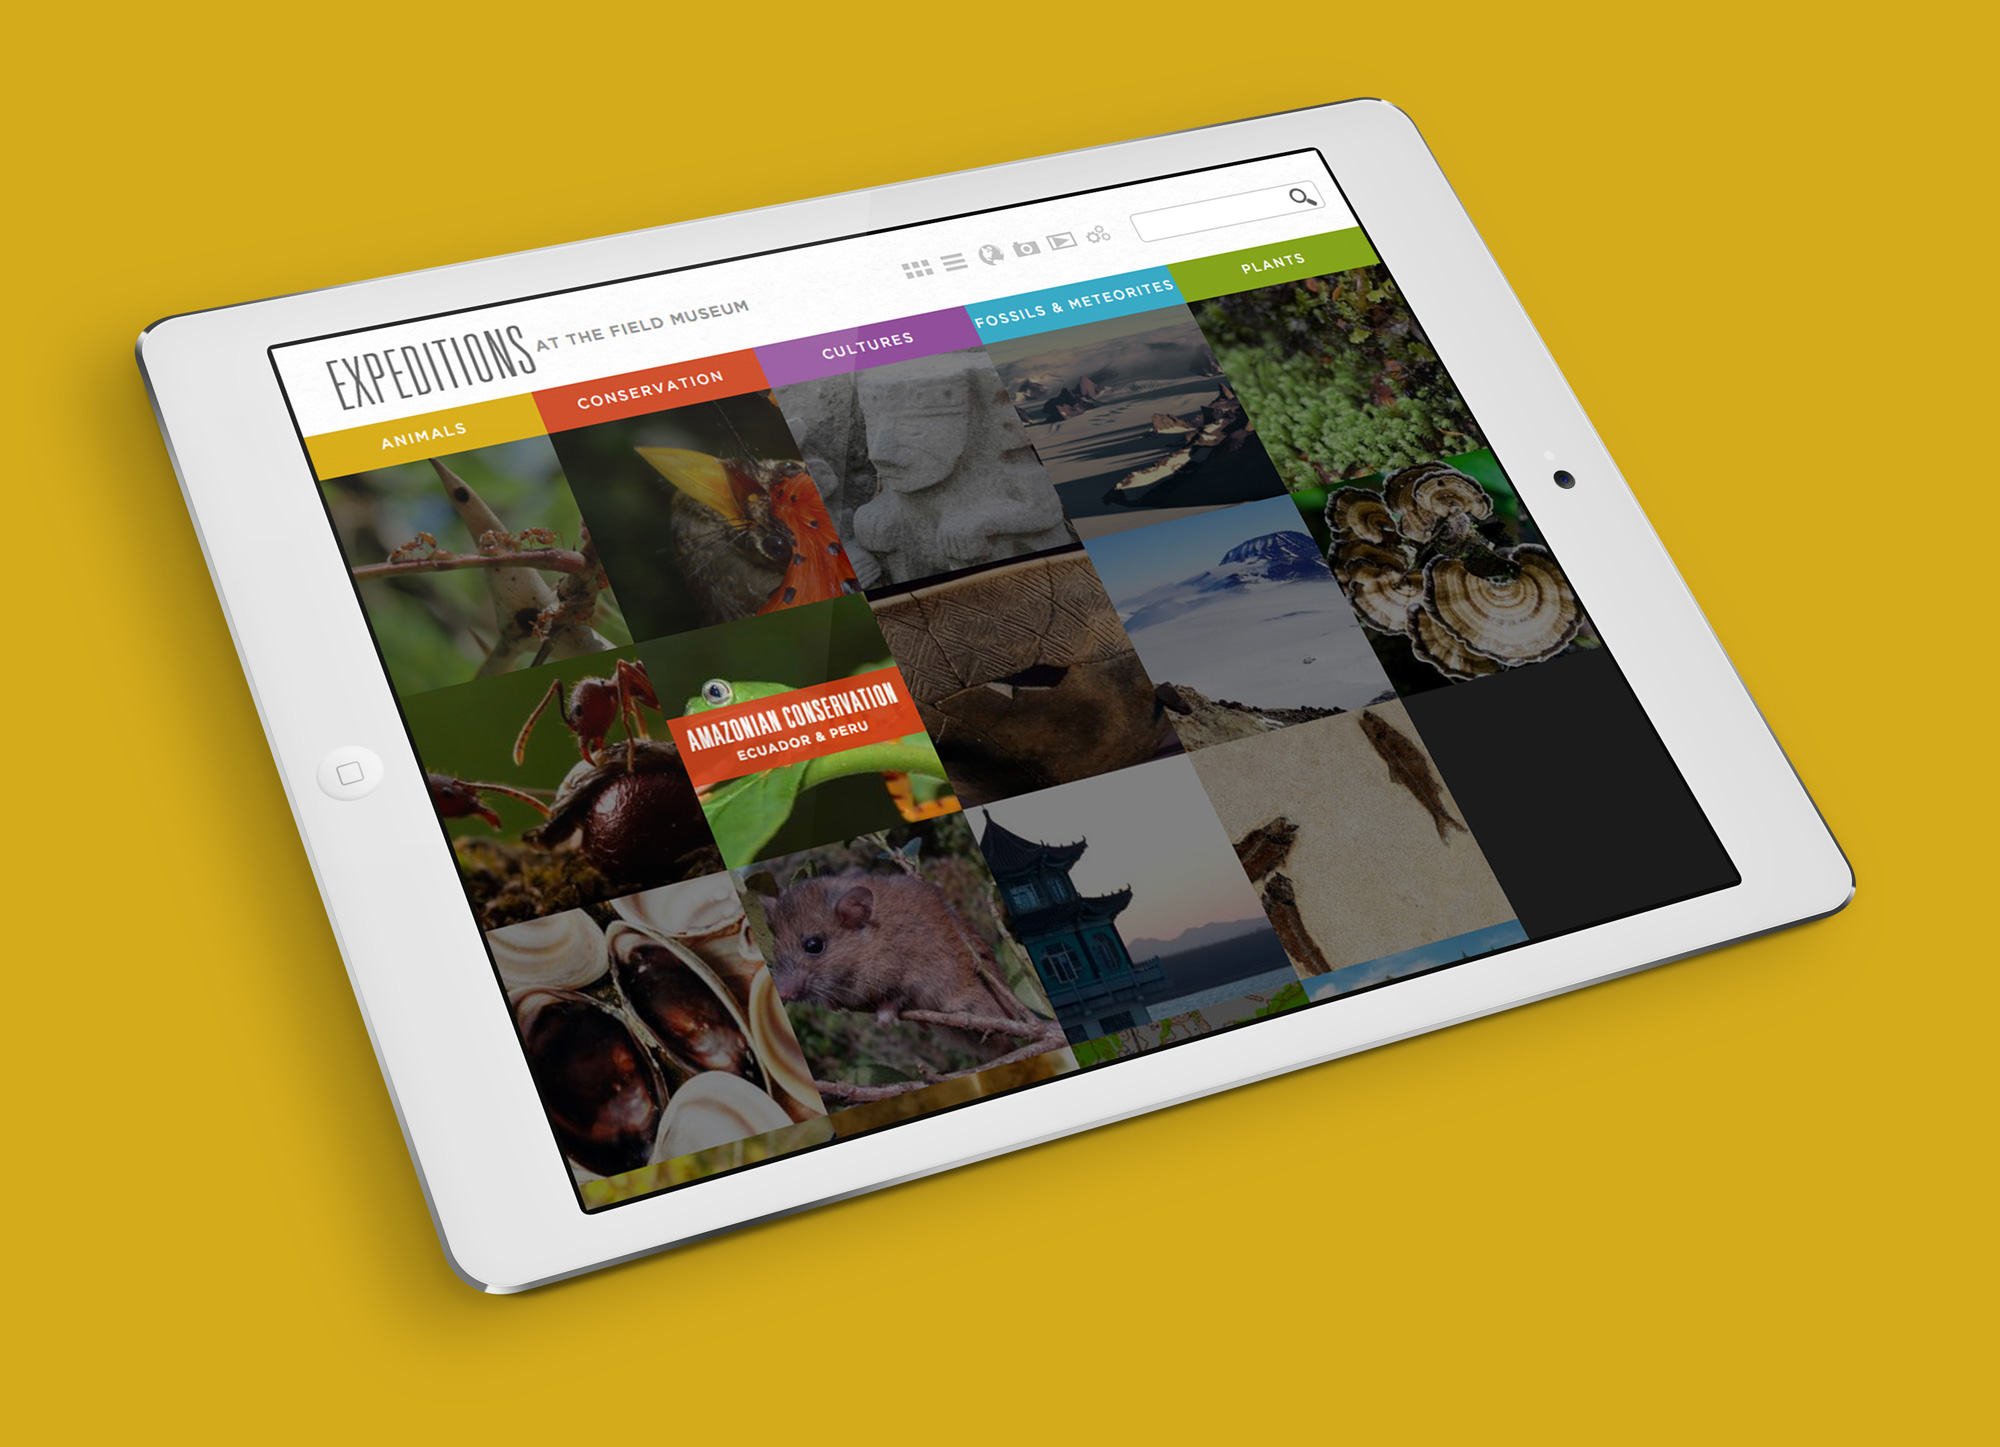 EXPEDITIONS AT THE FIELD MUSEUM
ANIMALS
CONSERVATION
CULTURES
FOSSILS & METEORITES
PLANTS
AMAZONIAN CONSERVATION
ECUADOR & PERU